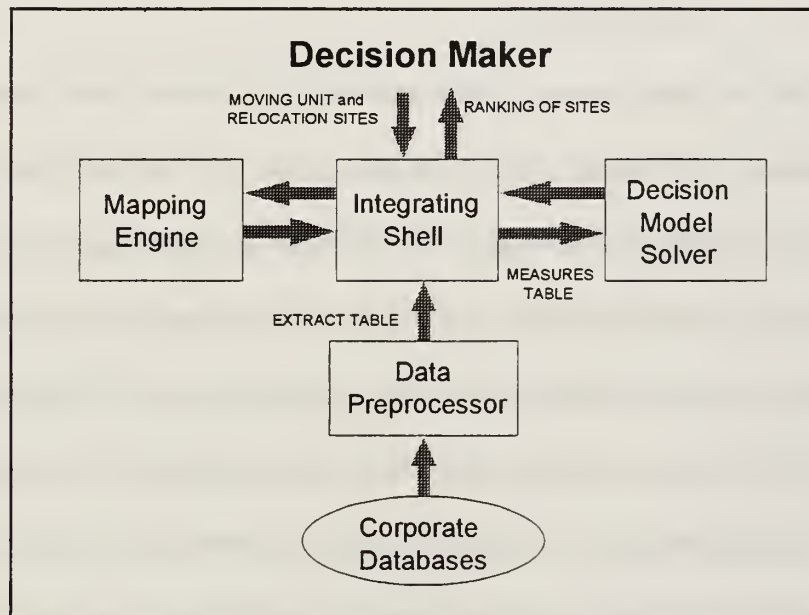 Decision Maker
MOVING UNIT and
RELOCATION SITES
RANKING OF SITES
Mapping
Engine
Integrating
Shell
Decision
Model
Solver
MEASURES
TABLE
EXTRACT TABLE
Data
Preprocessor
Corporate
Databases